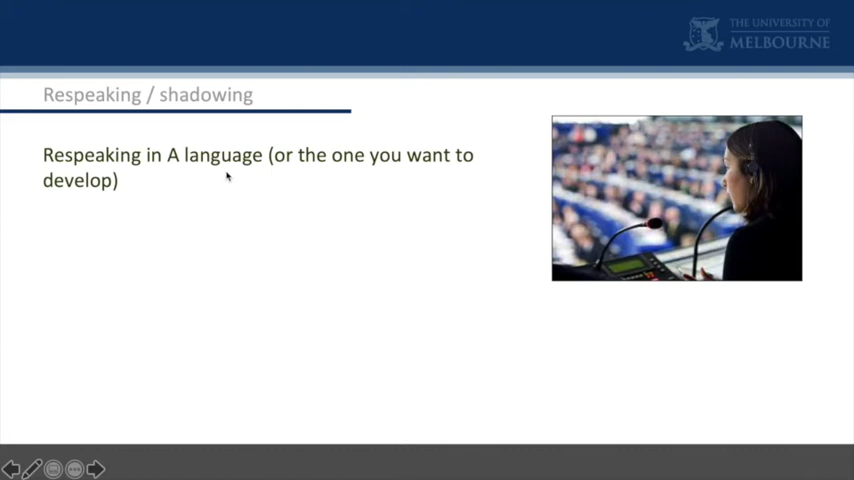 THE UNIVERSITY OF
MELBOURNE
Respeaking / shadowing
Respeaking in A language (or the one you want to
develop)